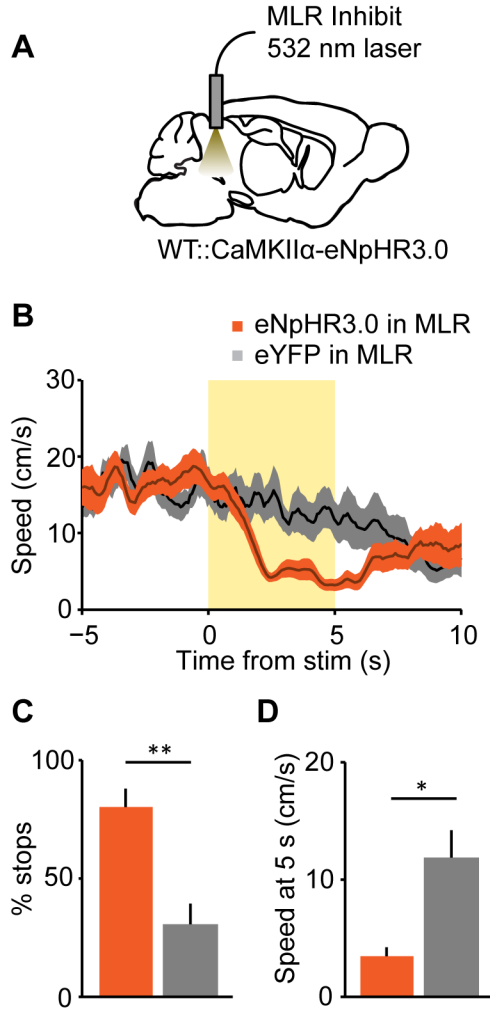 A
MLR Inhibit
532 nm laser
WT::CaMKIIα-eNpHR3.0
B
eNpHR3.0 in MLR
eYFP in MLR
30
20
10
0
Speed (cm/s)
−5
0
5
10
Time from stim (s)
C
100
50
0
% stops
**
D
20
10
0
Speed at 5 s (cm/s)
*